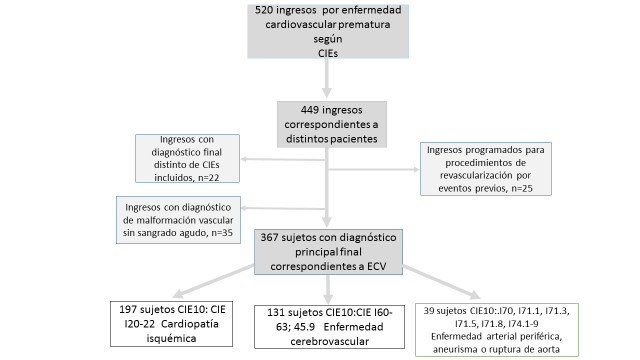 520 ingresos por enfermedad
cardiovascular prematura
según
CIEs
449 ingresos
correspondientes a
distintos pacientes
Ingresos con
diagnóstico final
distinto de CIEs
incluidos, n=22
Ingresos programados para
procedimientos de
revascularización por
eventos previos, n=25
Ingresos con diagnóstico
de malformación vascular
sin sangrado agudo, n=35
367 sujetos con diagnóstico
principal final
correspondientes a ECV
197 sujetos CIE10: CIE
I20-22 Cardiopatía
isquémica
131 sujetos CIE10:CIE I60-
63; 45.9 Enfermedad
cerebrovascular
39 sujetos CIE10:.I70, I71.1, I71.3,
I71.5, I71.8, I74.1-9
Enfermedad arterial periférica,
aneurisma o ruptura de aorta